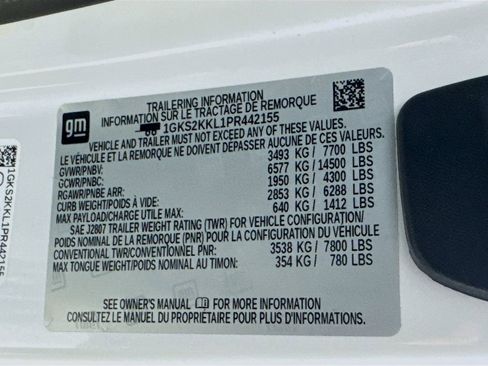 gm
TRAILERING INFORMATION
INFORMATION SUR LE TRACTAGE DE REMORQUE
1GKS2KKL1PR442155
VEHICLE AND TRAILER MUST NOT EXCEED ANY OF THESE VALUES
LE VÉHICULE ET LA REMORQUE NE DOIVENT DÉPASSER AUCUNE DE CES VALEURS
GVWR/PNBV: 3493 KG / 7700 LBS
GCWR/PNBC: 6577 KG / 14500 LBS
RGAWR/PNBE ARR: 1950 KG / 4300 LBS
CURB WEIGHT/POIDS À VIDE: 2853 KG / 6288 LBS
MAX PAYLOAD/CHARGE UTILE MAX: 640 KG / 1412 LBS
SAE J2807 TRAILER WEIGHT RATING (TWR) FOR VEHICLE CONFIGURATION/
POIDS NOMINAL DE LA REMORQUE (PNR) POUR LA CONFIGURATION DU VÉHICULE
CONVENTIONAL TWR/CONVENTIONNEL PNR: 3538 KG / 7800 LBS
MAX TONGUE WEIGHT/POIDS AU TIMON MAX: 354 KG / 780 LBS
SEE OWNER'S MANUAL FOR MORE INFORMATION
CONSULTEZ LE MANUEL DU PROPRIÉTAIRE POUR PLUS D'INFORMATION
1GKS2KKL1PR442155